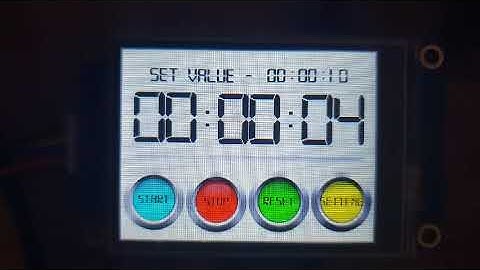 SET VALUE - 00:00:10
00:00:04
START STOP RESET SETTING